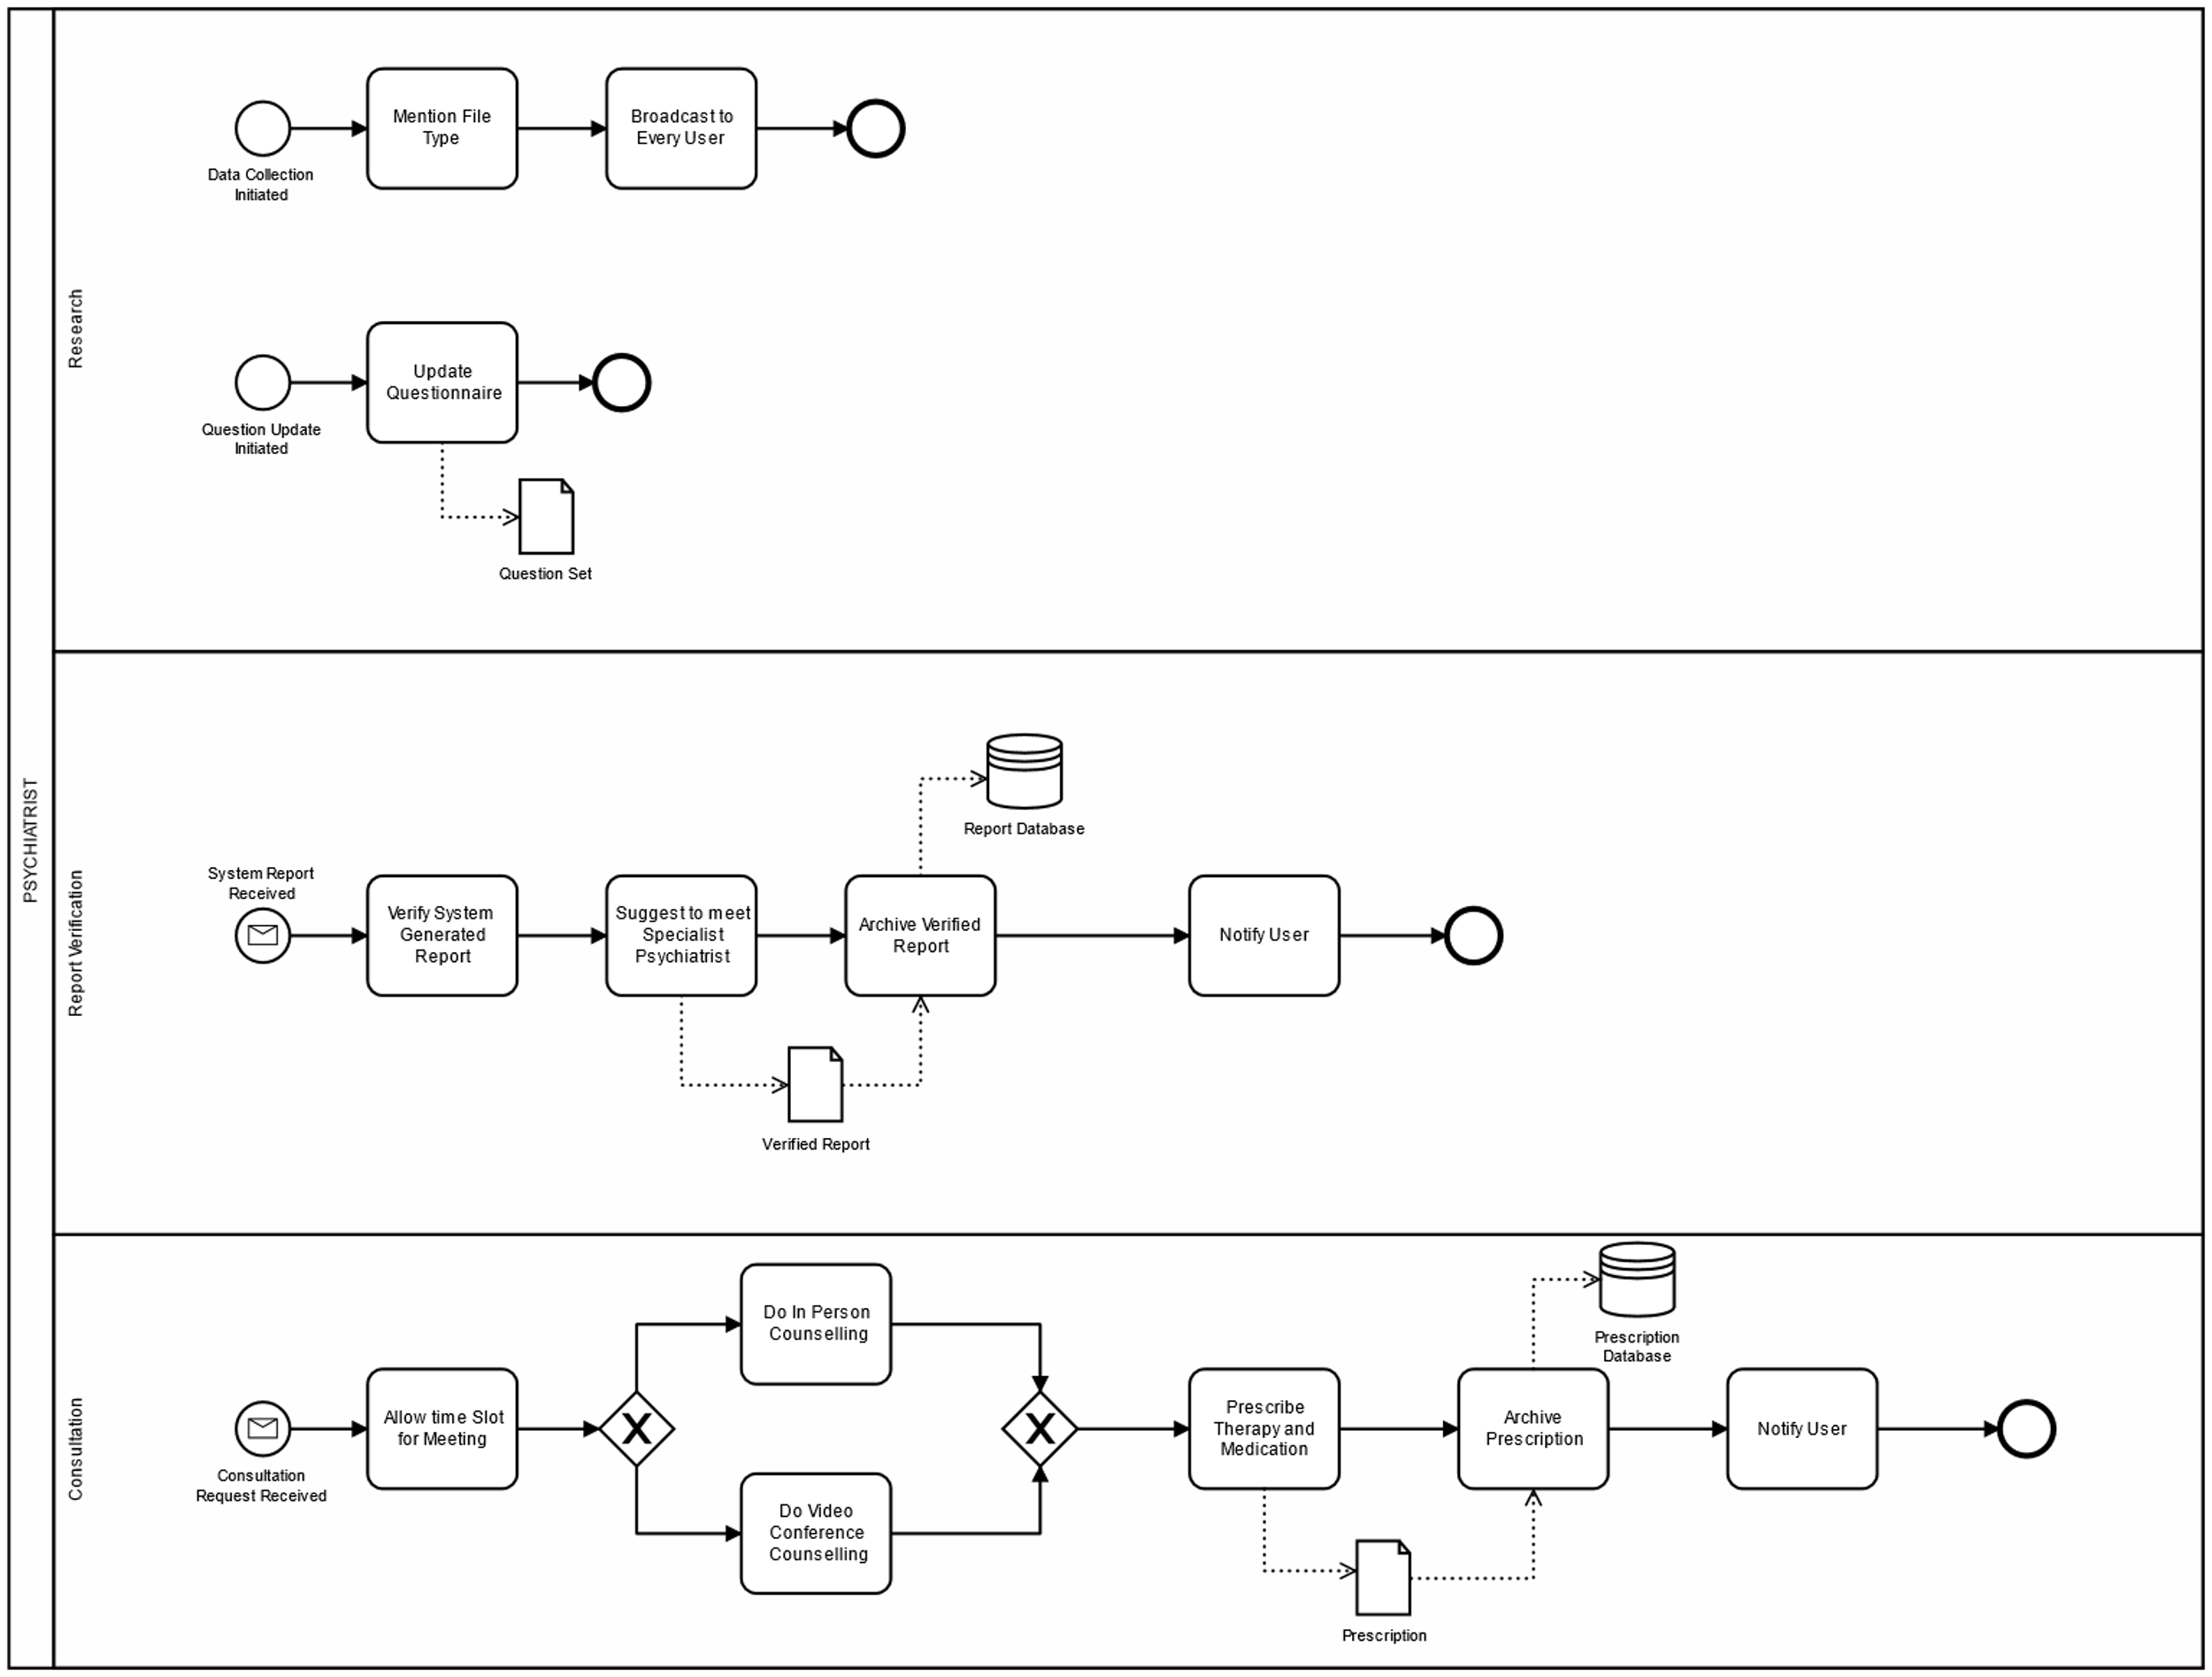 PSYCHIATRIST
Research
Mention File
Type
Broadcast to
Every User
Data Collection
Initiated
Update
Questionnaire
Question Update
Initiated
Question Set
Report Verification
Report Database
System Report
Received
Verify System
Generated
Report
Suggest to meet
Specialist
Psychiatrist
Archive Verified
Report
Notify User
Verified Report
Consultation
Do In Person
Counselling
Prescription
Database
Allow time Slot
for Meeting
X
X
Prescribe
Therapy and
Medication
Archive
Prescription
Notify User
Consultation
Request Received
Do Video
Conference
Counselling
Prescription